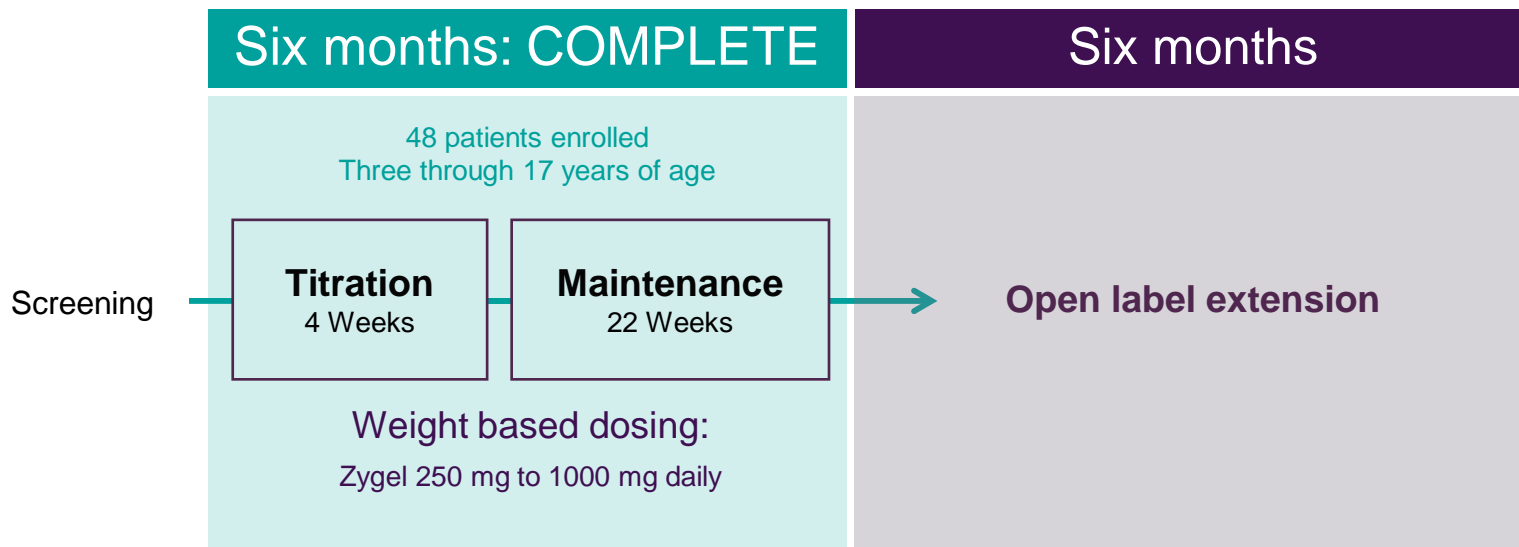 Six months: COMPLETE
Six months
48 patients enrolled
Three through 17 years of age
Screening
Titration
4 Weeks
Maintenance
22 Weeks
Open label extension
Weight based dosing:
Zygel 250 mg to 1000 mg daily